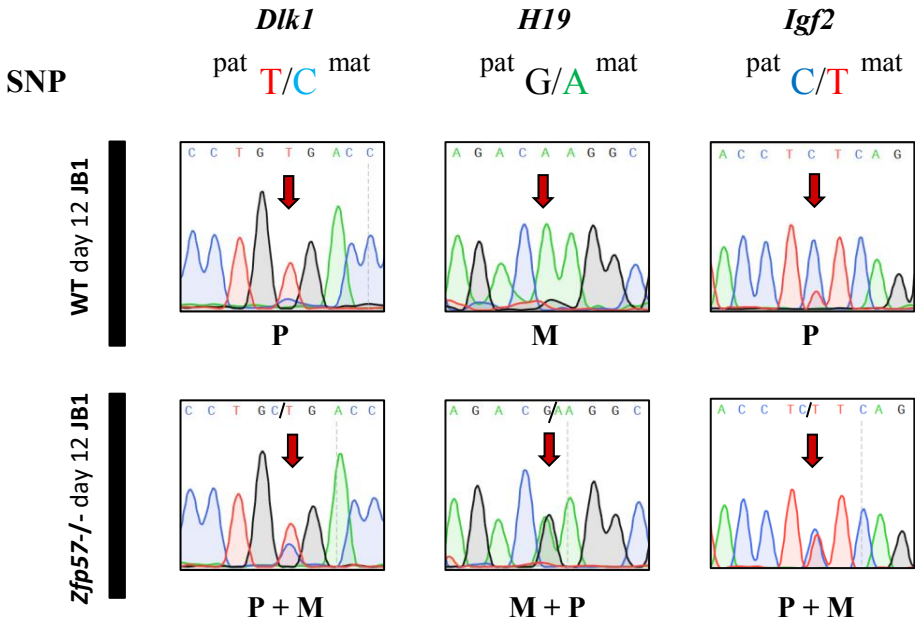 Dlk1 H19 Igf2
SNP pat T/C mat pat G/A mat pat C/T mat
WT day 12 JB1
C C T G T G A C C
A G A C A A G G C
A C C T C T C A G
P M P
Zfp57-/- day 12 JB1
C C T G C/T G A C C
A G A C G/A A G G C
A C C T C/T T C A G
P + M M + P P + M